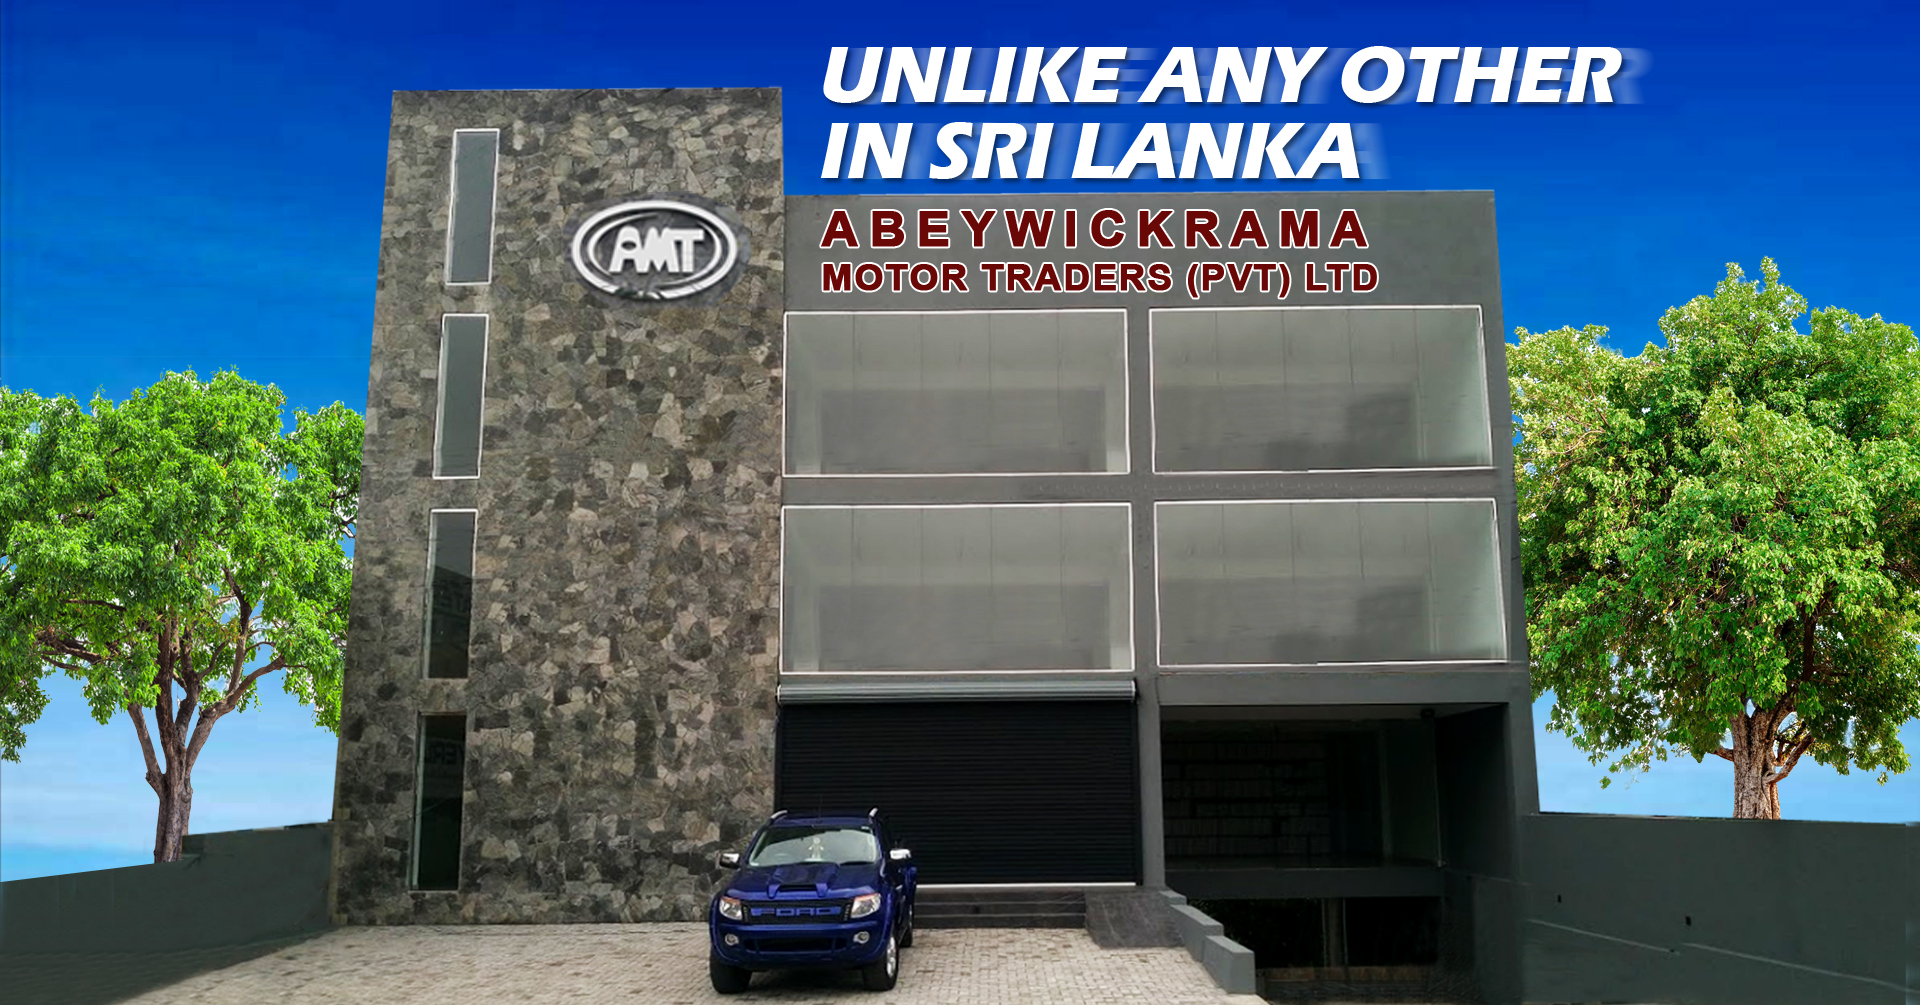 UNLIKE ANY OTHER
IN SRI LANKA
ABEYWICKRAMA
MOTOR TRADERS (PVT) LTD
AMT
FORD